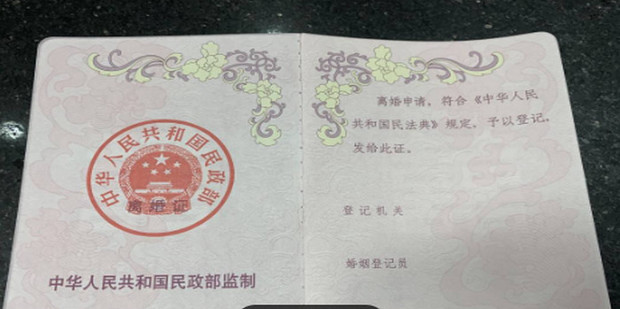 中华人民共和国民政部
离婚证
中华人民共和国民政部监制
离婚申请，符合《中华人民
共和国民法典》规定，予以登记，
发给此证。
登记机关
婚姻登记员